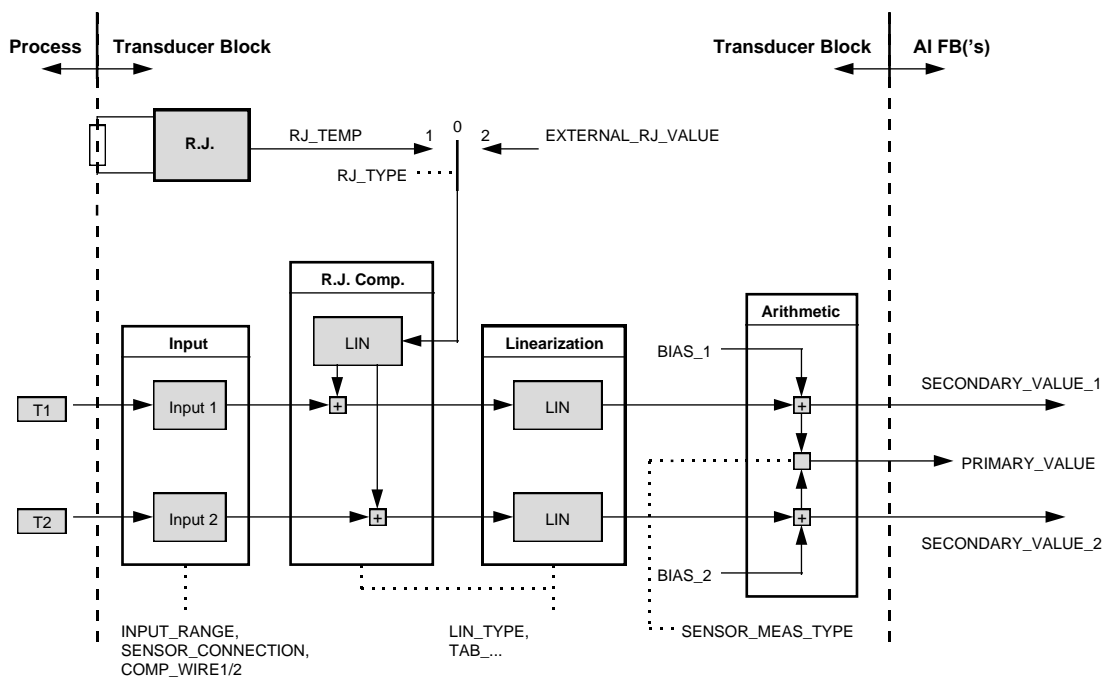 Process
Transducer Block
Transducer Block
AI FB('s)
R.J.
RJ_TEMP
1
0
2
EXTERNAL_RJ_VALUE
RJ_TYPE
R.J. Comp.
LIN
Input
Linearization
Arithmetic
BIAS_1
T1
Input 1
+
LIN
+
SECONDARY_VALUE_1
PRIMARY_VALUE
T2
Input 2
+
LIN
+
SECONDARY_VALUE_2
BIAS_2
INPUT_RANGE,
SENSOR_CONNECTION,
COMP_WIRE1/2
LIN_TYPE,
TAB_...
SENSOR_MEAS_TYPE